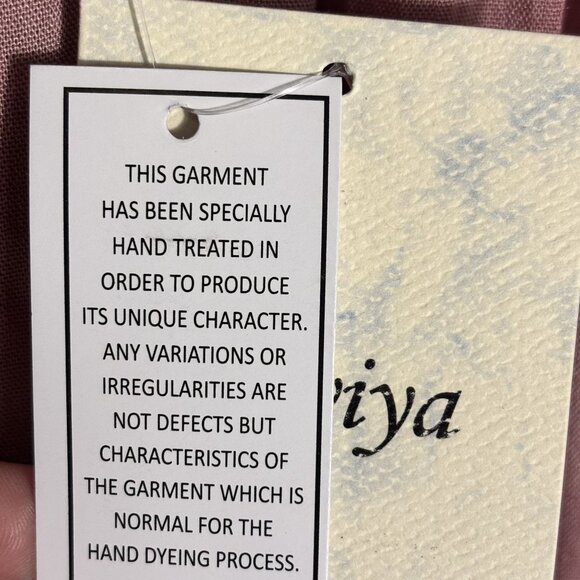 THIS GARMENT
HAS BEEN SPECIALLY
HAND TREATED IN
ORDER TO PRODUCE
ITS UNIQUE CHARACTER.
ANY VARIATIONS OR
IRREGULARITIES ARE
NOT DEFECTS BUT
CHARACTERISTICS OF
THE GARMENT WHICH IS
NORMAL FOR THE
HAND DYEING PROCESS.